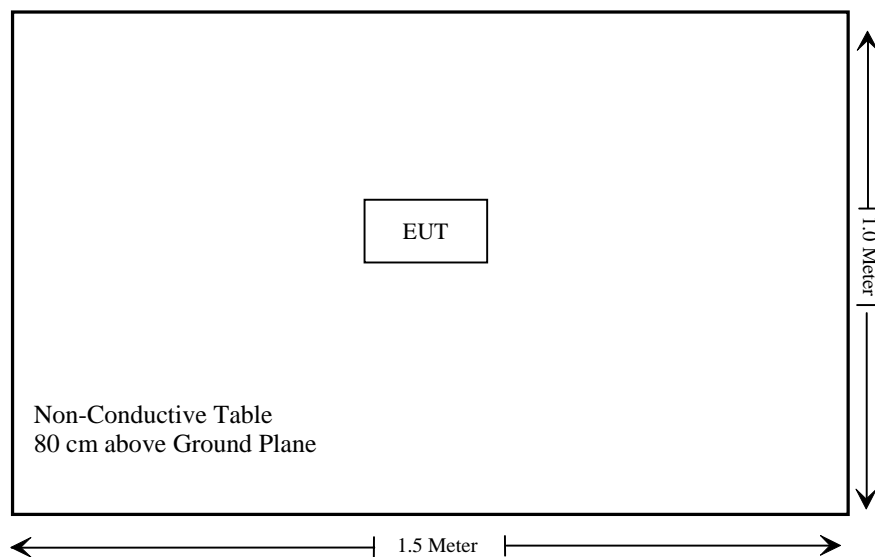 EUT
1.0 Meter
Non-Conductive Table
80 cm above Ground Plane
1.5 Meter